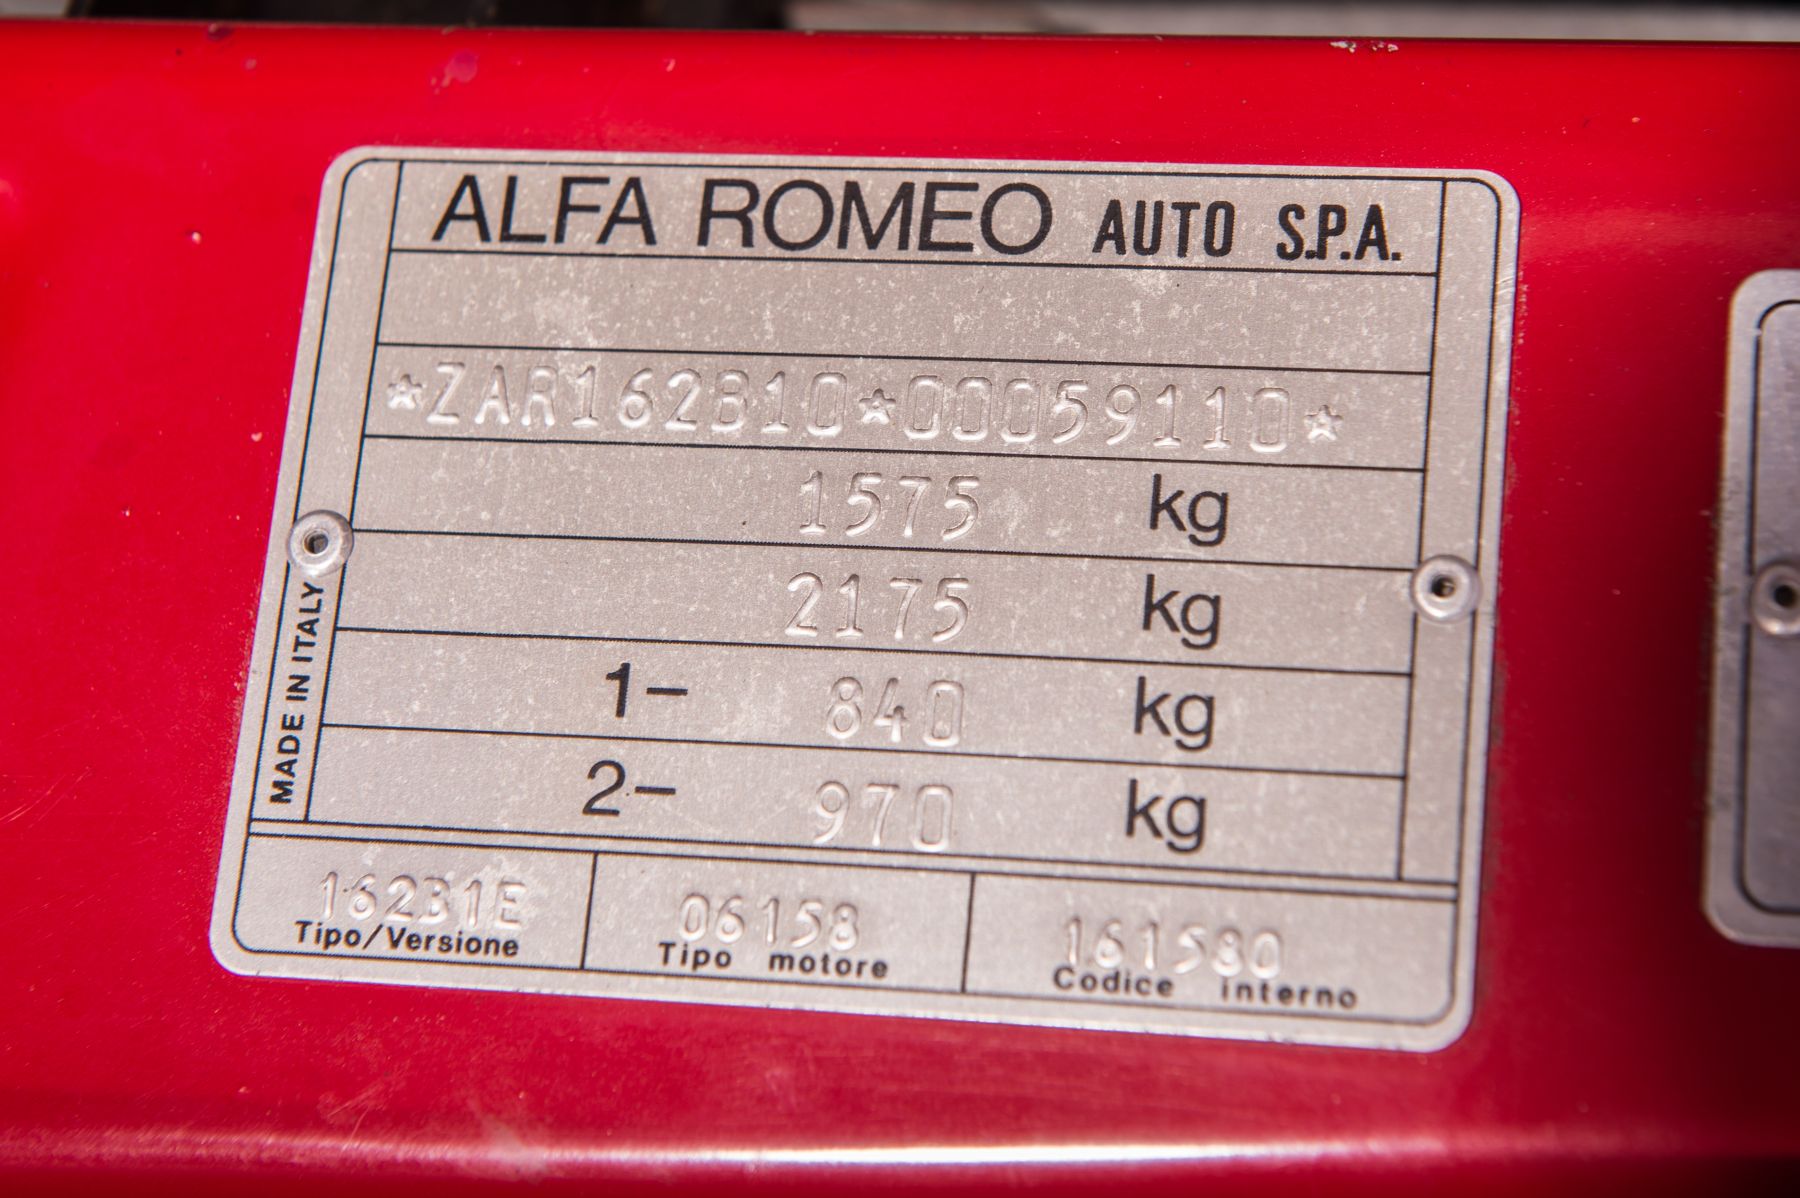 ALFA ROMEO AUTO S.P.A.
★ZAR162B10★00059110★
1575 kg
2175 kg
1– 840 kg
2– 970 kg
MADE IN ITALY
162B1E 06158 161580
Tipo/Versione Tipo motore Codice interno